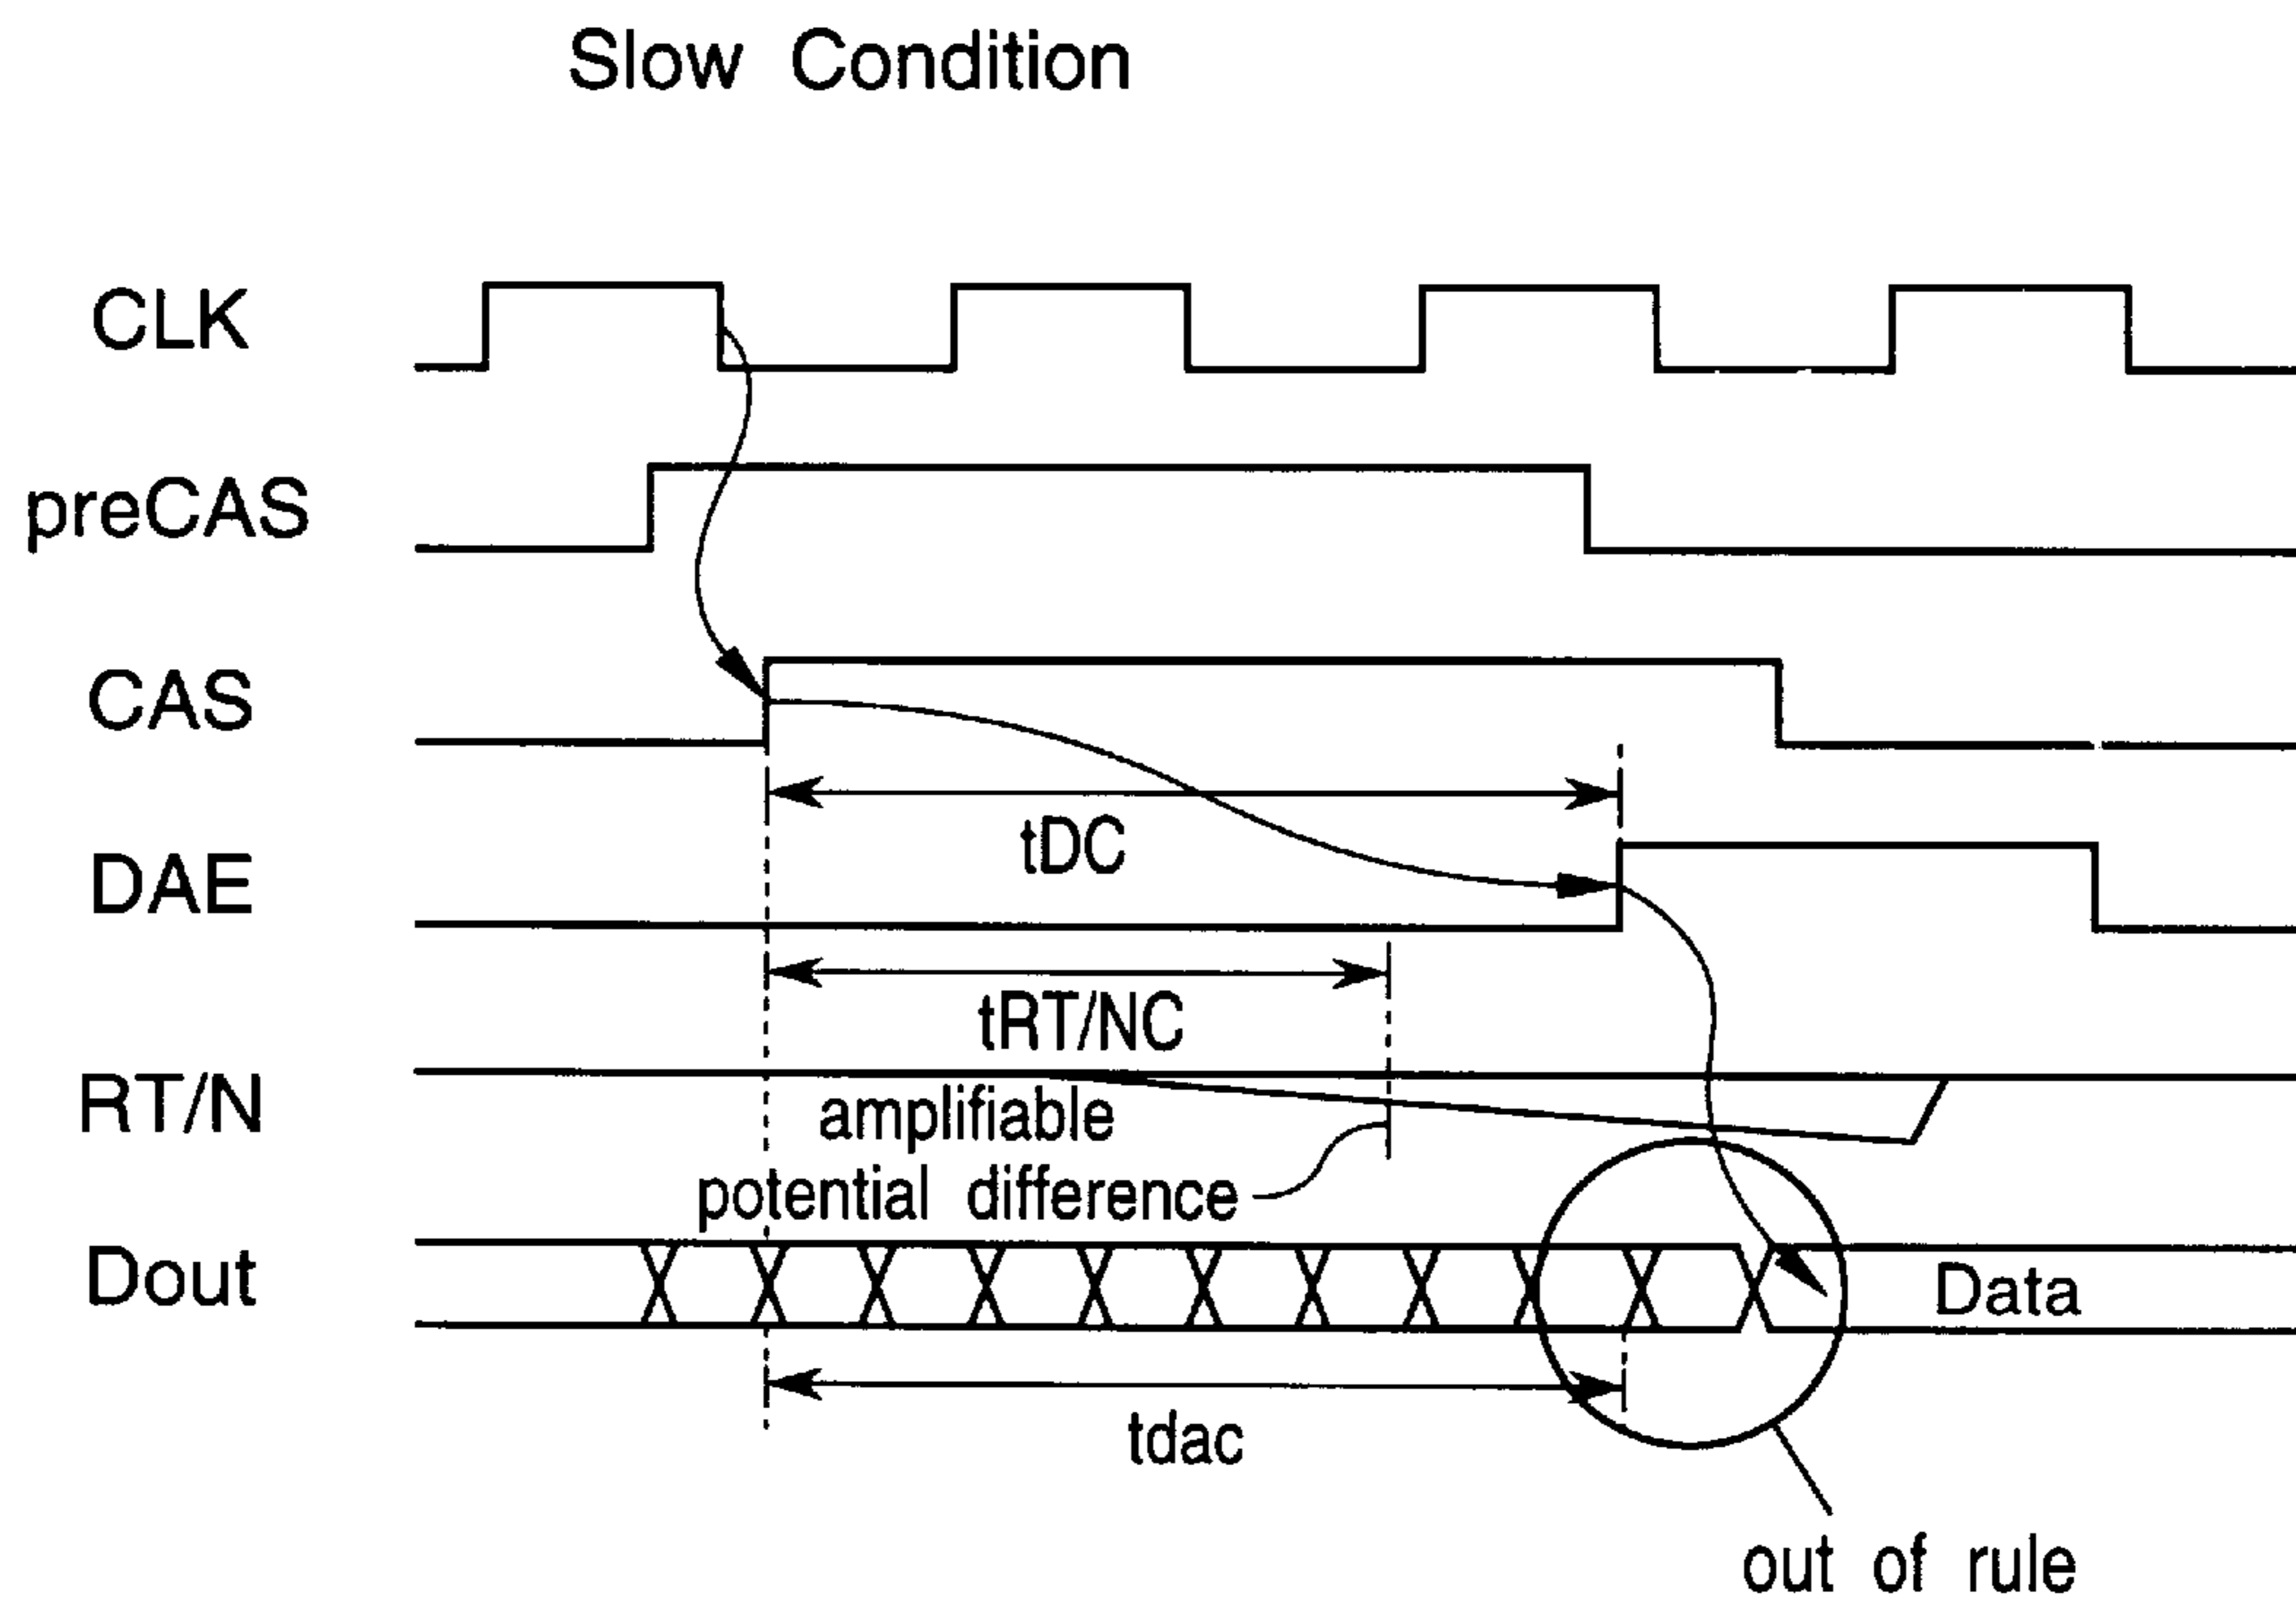 Slow Condition
CLK
preCAS
CAS
tDC
DAE
tRT/NC
RT/N
amplifiable
potential difference
Dout
Data
tdac
out of rule